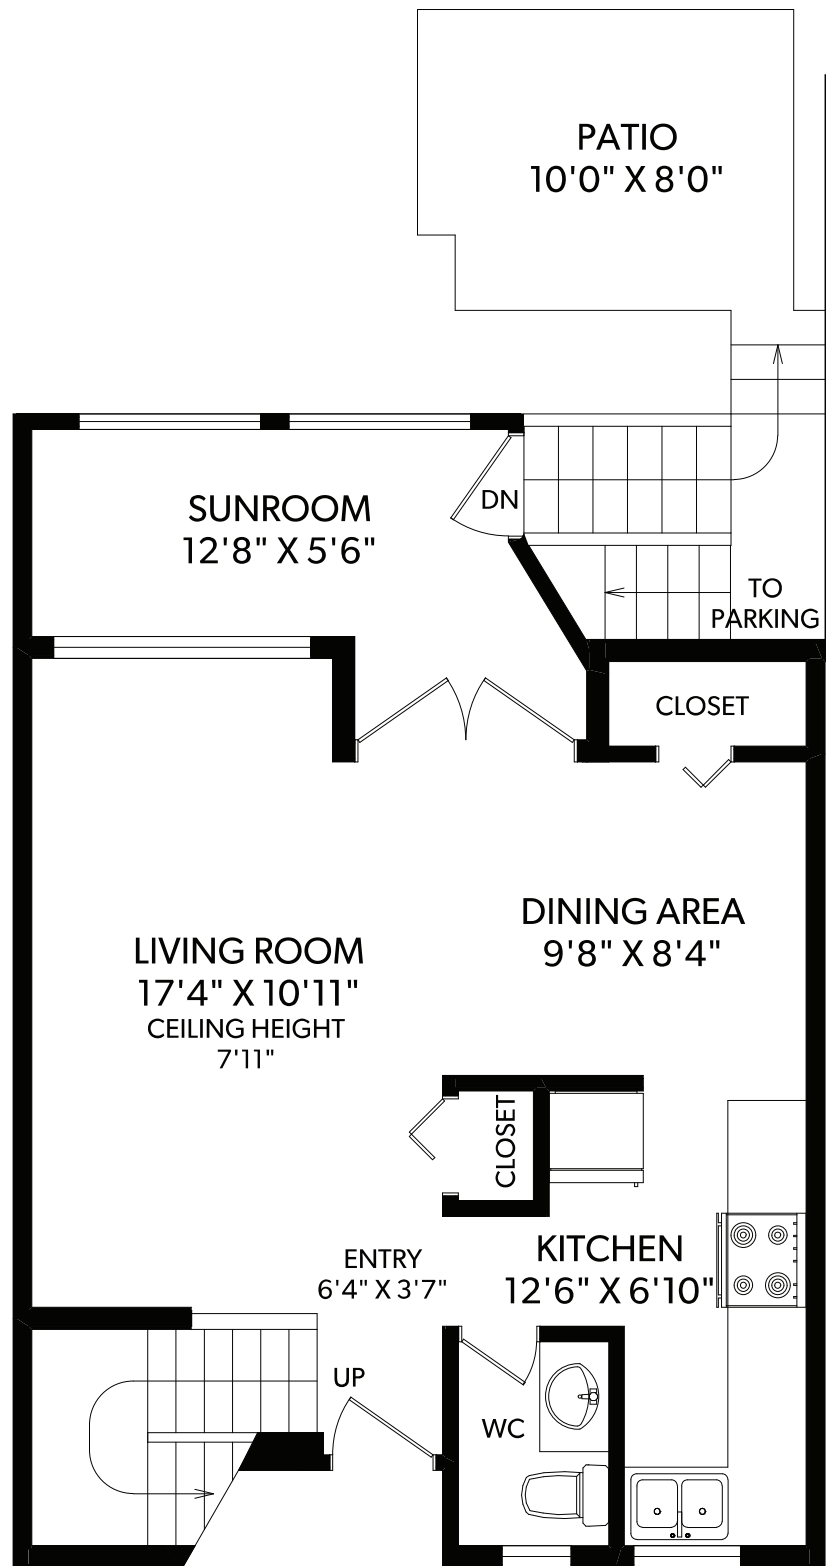 PATIO
10'0" X 8'0"
SUNROOM
12'8" X 5'6"
DN
TO
PARKING
CLOSET
DINING AREA
9'8" X 8'4"
LIVING ROOM
17'4" X 10'11"
CEILING HEIGHT
7'11"
CLOSET
ENTRY
6'4" X 3'7"
KITCHEN
12'6" X 6'10"
UP
WC